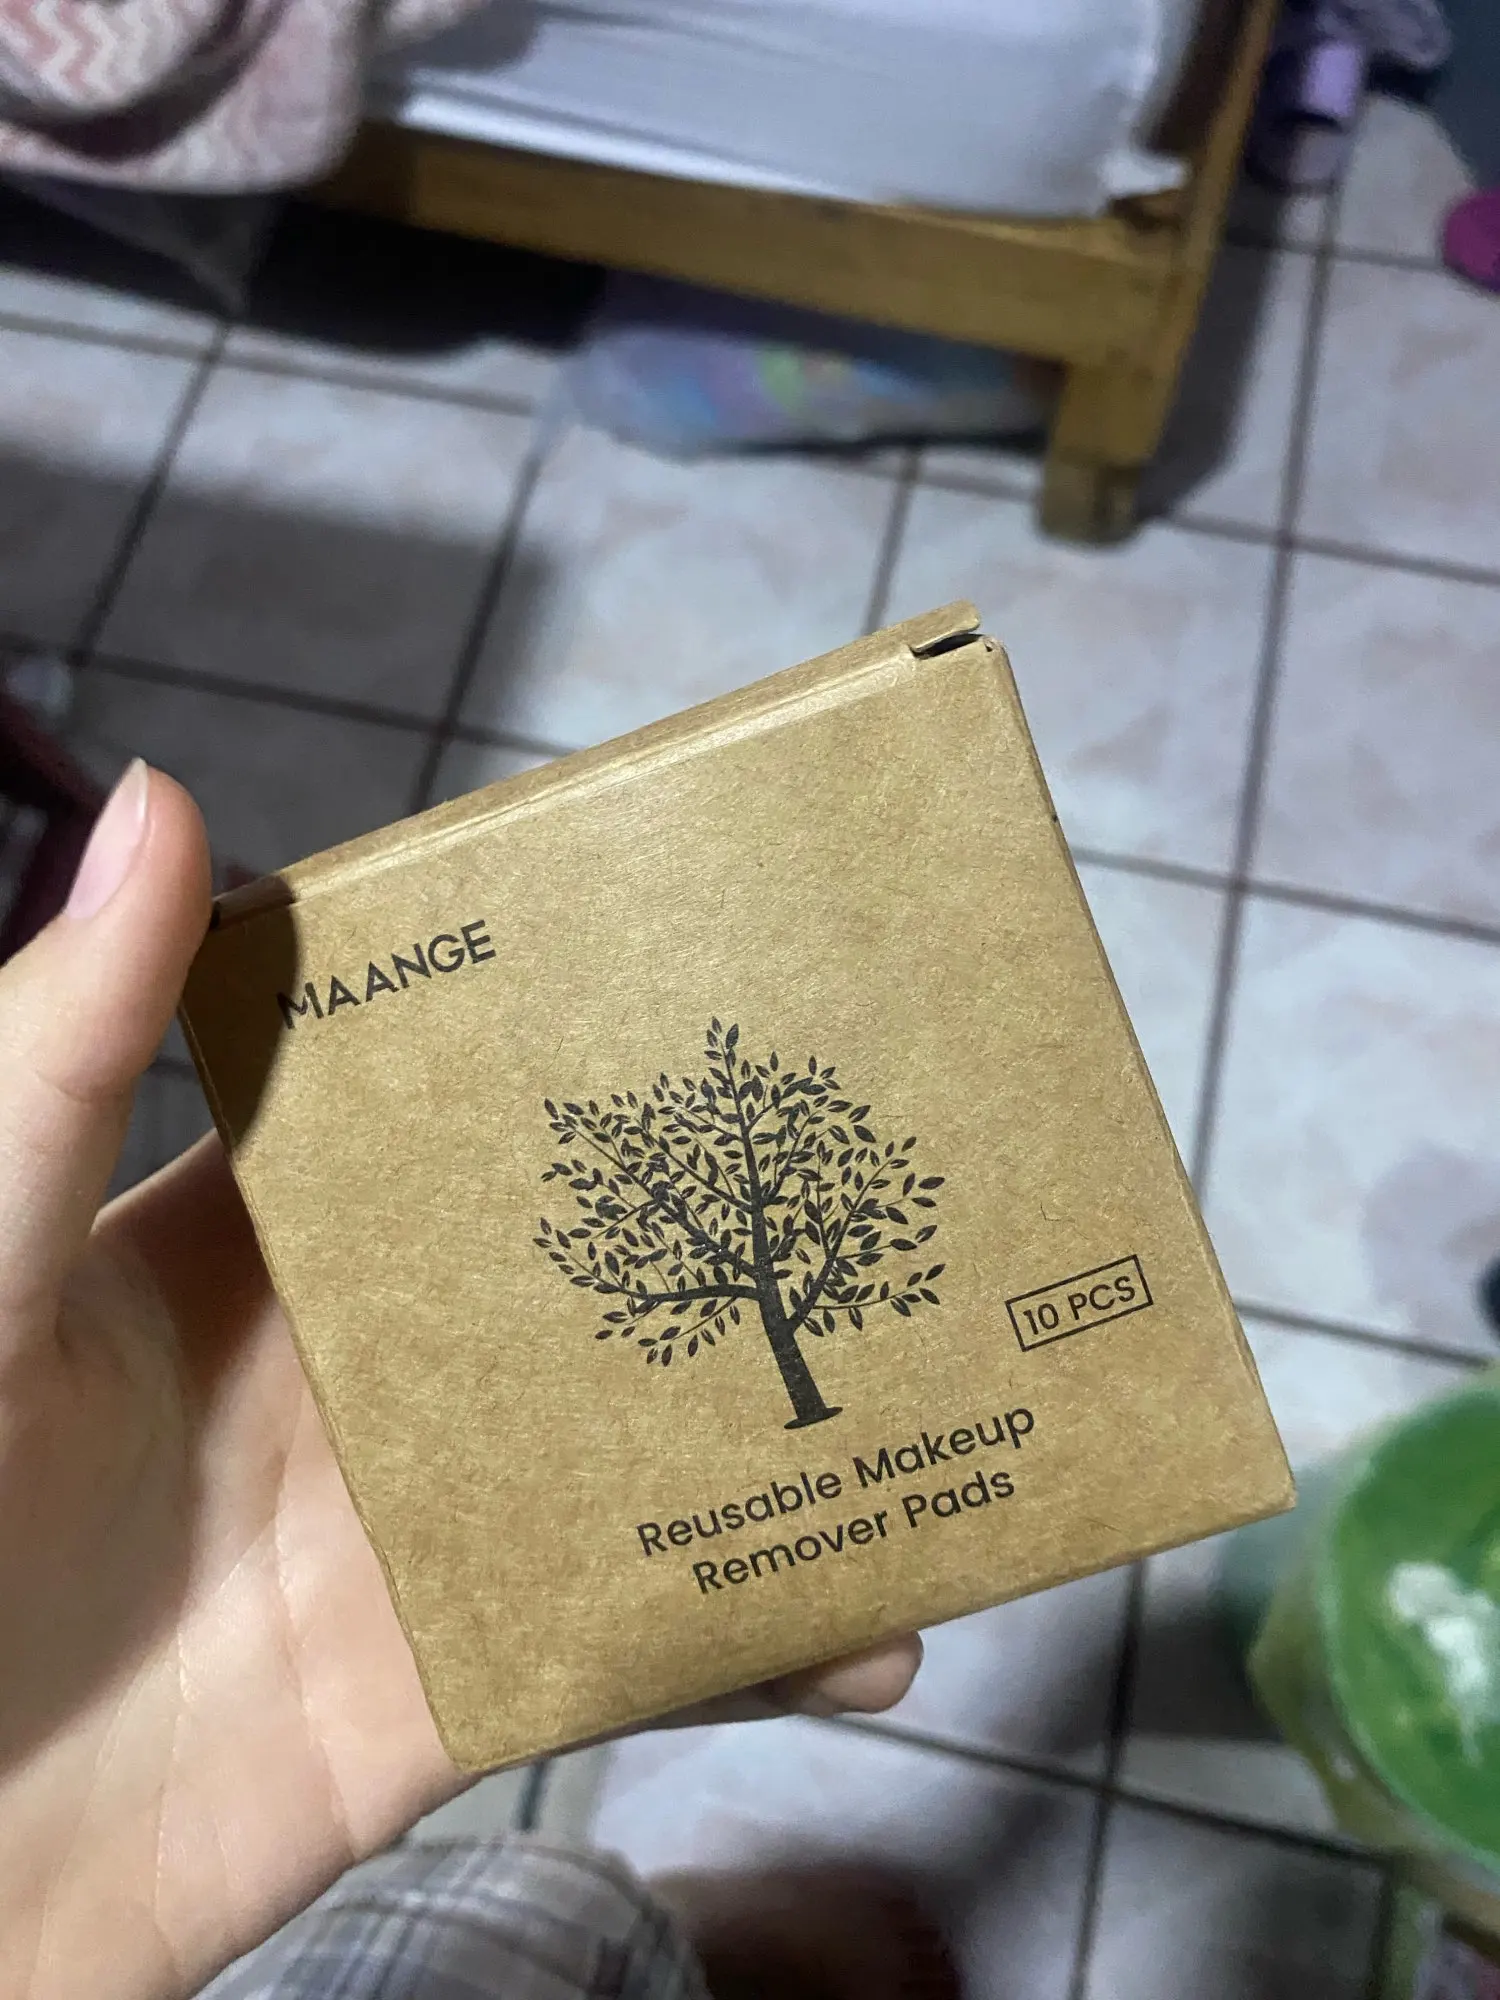 MAANGE
10 PCS
Reusable Makeup
Remover Pads